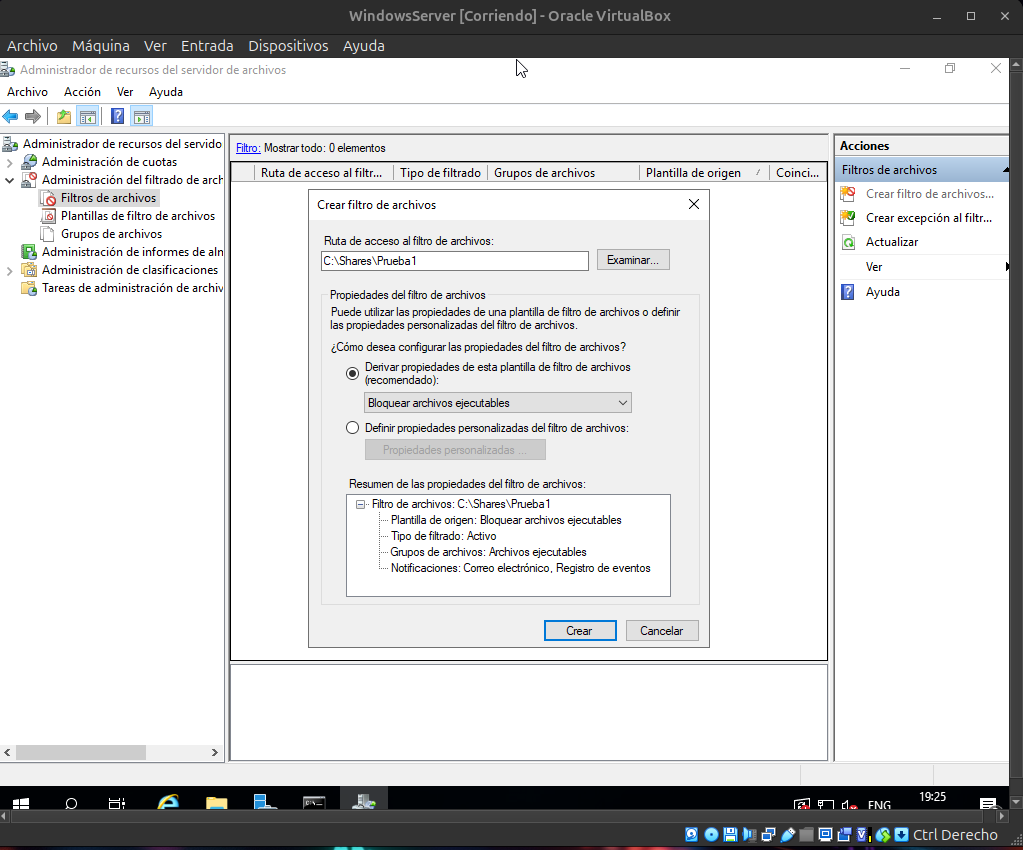 WindowsServer [Corriendo] - Oracle VirtualBox
Archivo Máquina Ver Entrada Dispositivos Ayuda
Administrador de recursos del servidor de archivos
Archivo Acción Ver Ayuda
Administrador de recursos del servido
Administración de cuotas
Administración del filtrado de arch
Filtros de archivos
Plantillas de filtro de archivos
Grupos de archivos
Administración de informes de aln
Administración de clasificaciones
Tareas de administración de archiv
Filtro: Mostrar todo: 0 elementos
Ruta de acceso al filtr... Tipo de filtrado Grupos de archivos Plantilla de origen Coinci...
Crear filtro de archivos
Ruta de acceso al filtro de archivos:
C:\Shares\Prueba1 Examinar...
Propiedades del filtro de archivos
Puede utilizar las propiedades de una plantilla de filtro de archivos o definir
las propiedades personalizadas del filtro de archivos.
¿Cómo desea configurar las propiedades del filtro de archivos?
Derivar propiedades de esta plantilla de filtro de archivos
(recomendado):
Bloquear archivos ejecutables
Definir propiedades personalizadas del filtro de archivos:
Propiedades personalizadas ...
Resumen de las propiedades del filtro de archivos:
Filtro de archivos: C:\Shares\Prueba1
Plantilla de origen: Bloquear archivos ejecutables
Tipo de filtrado: Activo
Grupos de archivos: Archivos ejecutables
Notificaciones: Correo electrónico, Registro de eventos
Crear Cancelar
Acciones
Filtros de archivos
Crear filtro de archivos...
Crear excepción al filtr...
Actualizar
Ver
Ayuda
ENG
19:25
Ctrl Derecho